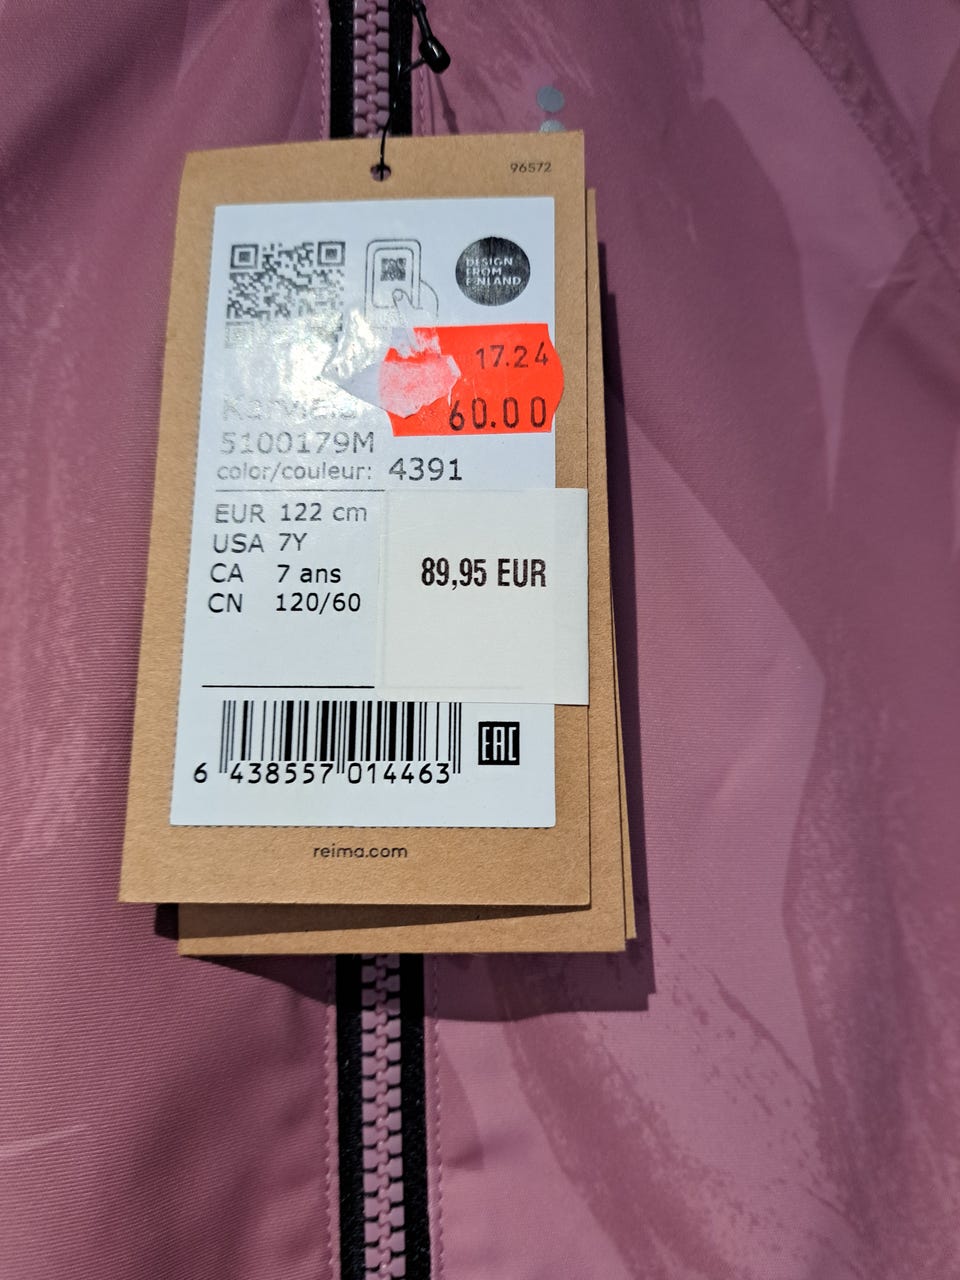 96572
DESIGN
FROM
FINLAND
17.24
60.00
5100179M
color/couleur: 4391
EUR 122 cm
USA 7Y
CA 7 ans
CN 120/60
89,95 EUR
EAC
6 438557 014463
reima.com